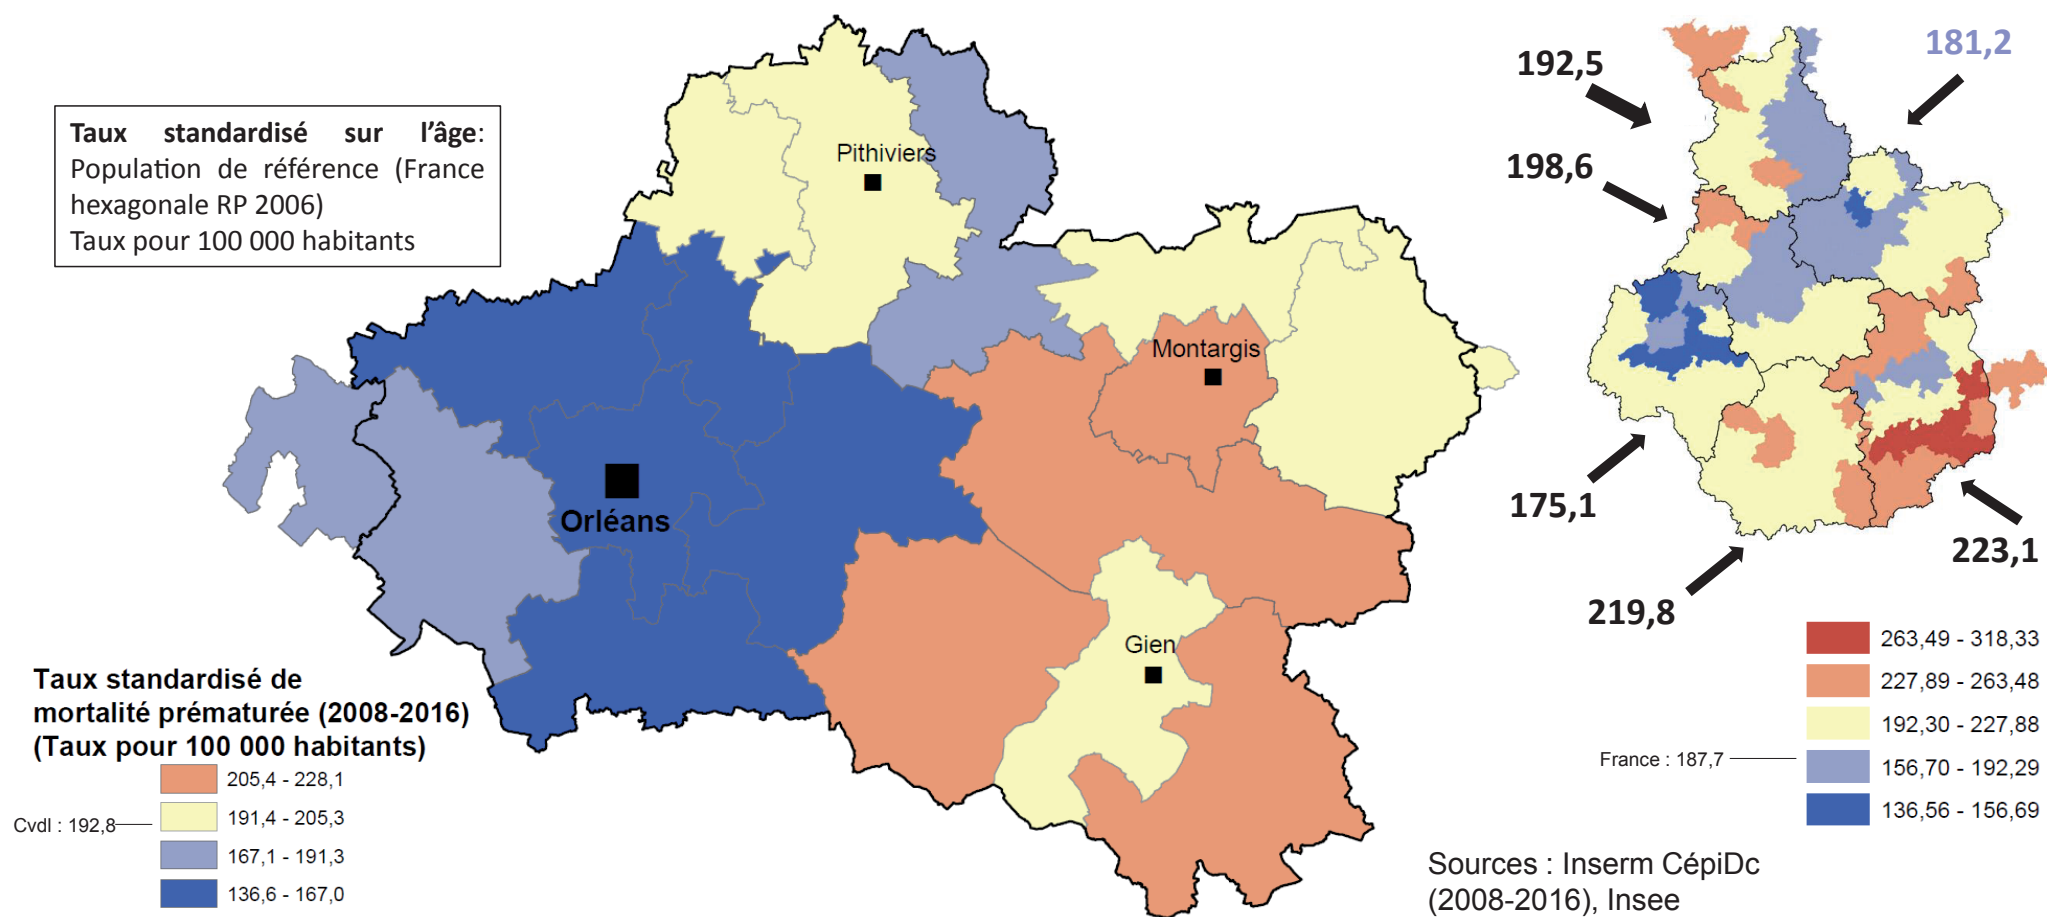 Taux standardisé sur l'âge:
Population de référence (France
hexagonale RP 2006)
Taux pour 100 000 habitants
Pithiviers
Montargis
Orléans
Gien
Taux standardisé de
mortalité prématurée (2008-2016)
(Taux pour 100 000 habitants)
205,4 - 228,1
Cvdl : 192,8
191,4 - 205,3
167,1 - 191,3
136,6 - 167,0
192,5
181,2
198,6
175,1
223,1
219,8
263,49 - 318,33
227,89 - 263,48
192,30 - 227,88
France : 187,7
156,70 - 192,29
136,56 - 156,69
Sources : Inserm CépiDc
(2008-2016), Insee